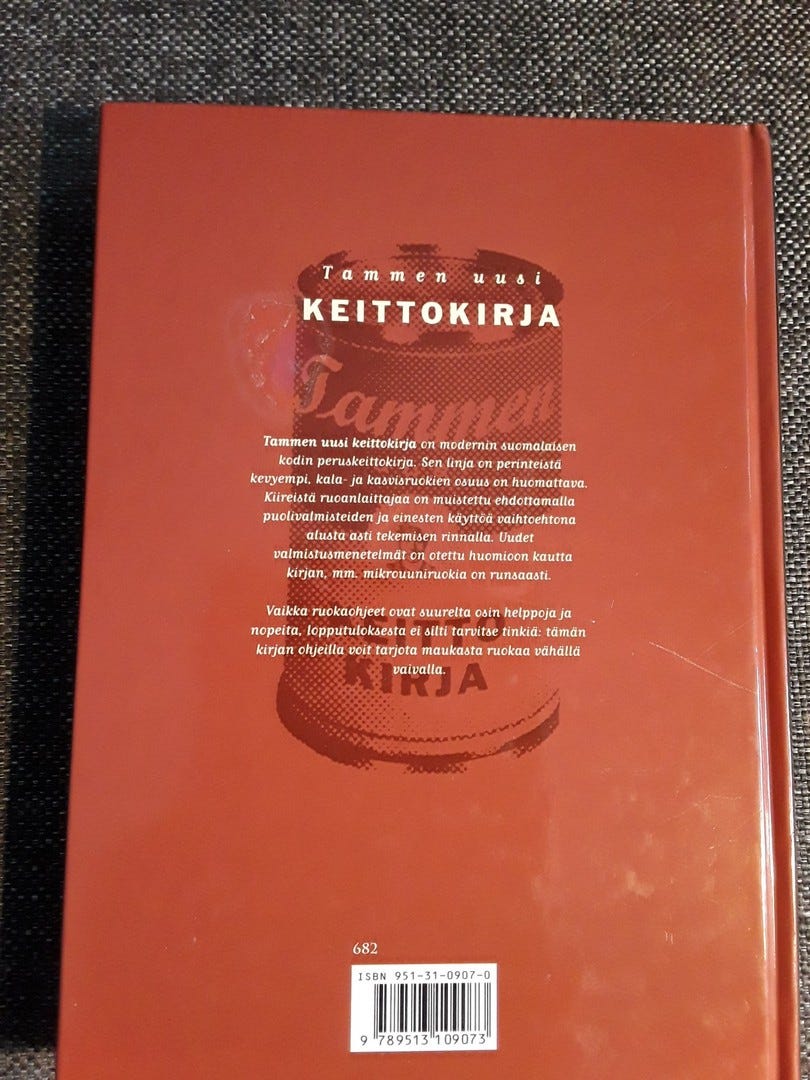 Tammen uusi
KEITTOKIRJA
Tammen
Tammen uusi keittokirja on modernin suomalaisen
kodin peruskeittokirja. Sen linja on perinteistä
kevyempi, kala- ja kasvisruokien osuus on huomattava.
Kiireistä ruoanlaittajaa on muistettu ehdottamalla
puolivalmisteiden ja einesten käyttöä vaihtoehtona
alusta asti tekemisen rinnalla. Uudet
valmistusmenetelmät on otettu huomioon kautta
kirjan, mm. mikrouuniruokia on runsaasti.
Vaikka ruokaohjeet ovat suurelta osin helppoja ja
nopeita, lopputuloksesta ei silti tarvitse tinkiä: tämän
kirjan ohjeilla voit tarjota maukasta ruokaa vähällä
vaivalla.
KEITTO
KIRJA
682
ISBN 951-31-0907-0
9 789513 109073